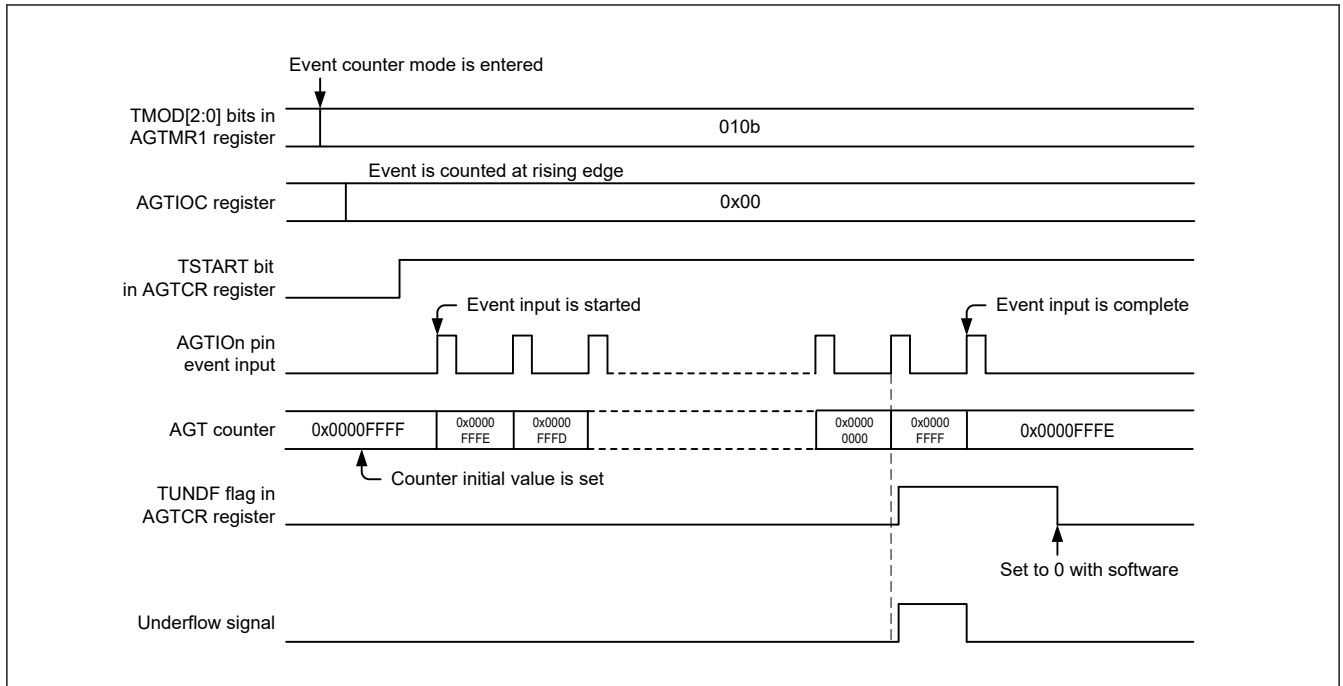 Event counter mode is entered
TMOD[2:0] bits in
AGTMR1 register
010b
Event is counted at rising edge
AGTIOC register
0x00
TSTART bit
in AGTCR register
Event input is started
Event input is complete
AGTIOn pin
event input
AGT counter
0x0000FFFF
0x0000
FFFE
0x0000
FFFD
0x0000
0000
0x0000
FFFF
0x0000FFFE
Counter initial value is set
TUNDF flag in
AGTCR register
Set to 0 with software
Underflow signal